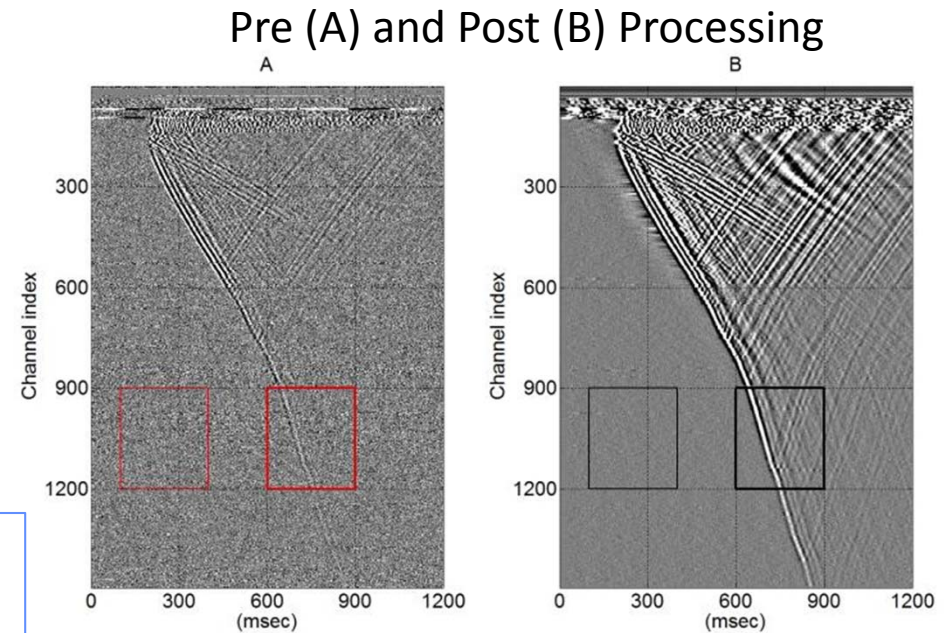 Pre (A) and Post (B) Processing
A
B
Channel index
300
600
900
1200
0 300 600 900 1200
(msec)
Channel index
300
600
900
1200
0 300 600 900 1200
(msec)